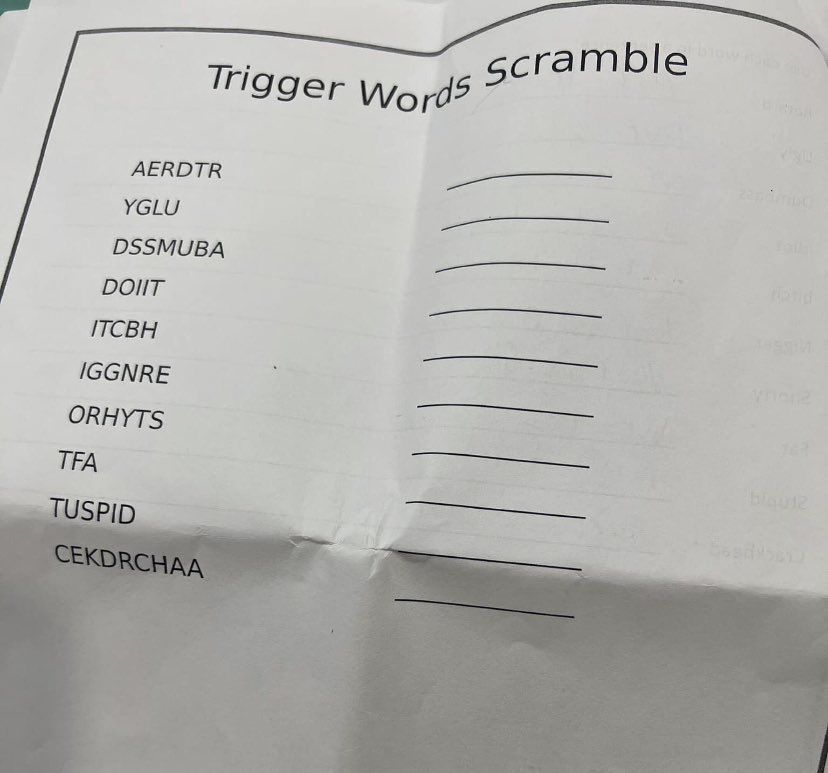 Trigger Words Scramble
AERDTR
YGLU
DSSMUBA
DOIIT
ITCBH
IGGNRE
ORHYTS
TFA
TUSPID
CEKDRCHAA